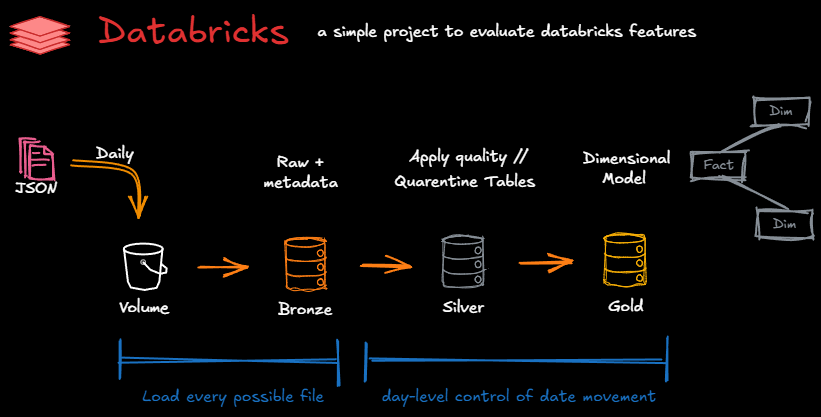 Databricks
a simple project to evaluate databricks features
Dim
Daily
JSON
Raw +
metadata
Apply quality //
Quarentine Tables
Dimensional
Model
Fact
Dim
Volume
Bronze
Silver
Gold
Load every possible file
day-level control of date movement